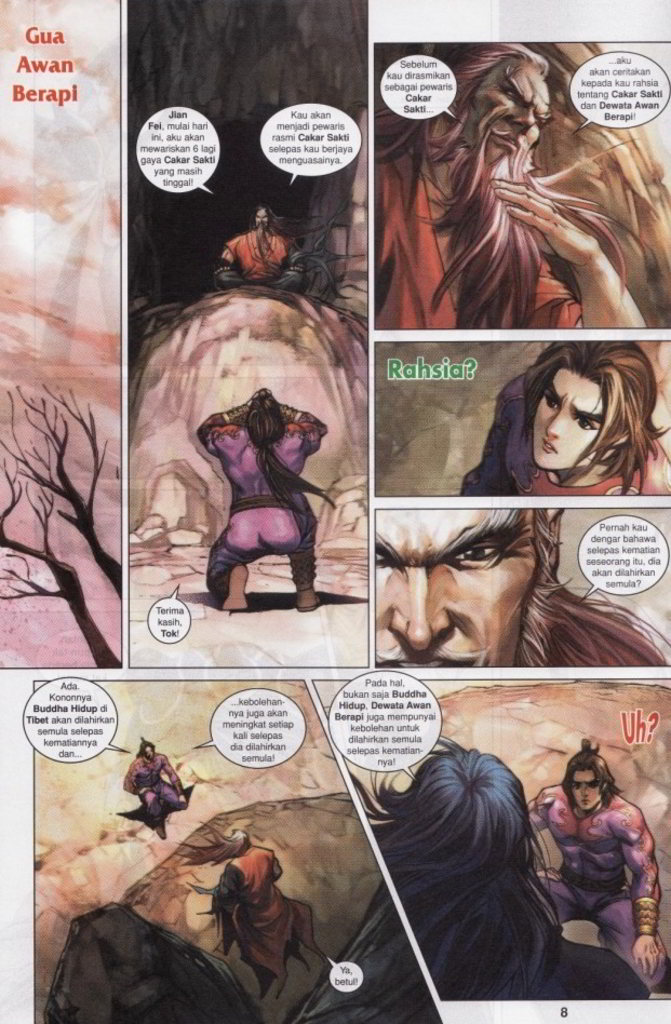 Gua
Awan
Berapi
Jian
Fei, mulai hari
ini, aku akan
mewariskan 6 lagi
gaya Cakar Sakti
yang masih
tinggal!
Kau akan
menjadi pewaris
rasmi Cakar Sakti
selepas kau berjaya
menguasainya.
Terima
kasih,
Tok!
Sebelum
kau dirasmikan
sebagai pewaris
Cakar
Sakti...
...aku
akan ceritakan
kepada kau rahsia
tentang Cakar Sakti
dan Dewata Awan
Berapi!
Rahsia?
Pernah kau
dengar bahawa
selepas kematian
seseorang itu, dia
akan dilahirkan
semula?
Ada.
Kononnya
Buddha Hidup di
Tibet akan dilahirkan
semula selepas
kematiannya
dan...
...kebolehan-
nya juga akan
meningkat setiap
kali selepas
dia dilahirkan
semula!
Ya,
betul!
Pada hal,
bukan saja Buddha
Hidup, Dewata Awan
Berapi juga mempunyai
kebolehan untuk
dilahirkan semula
selepas kematian-
nya!
Uh?
8